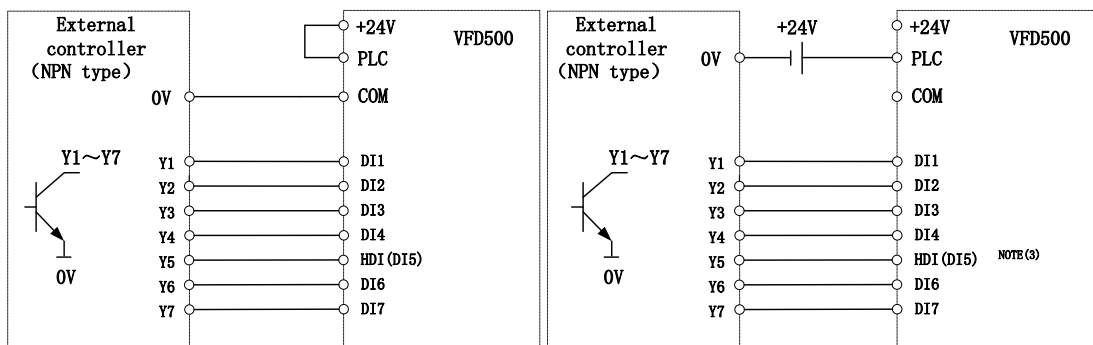 External
controller
(NPN type)
0V
Y1~Y7
0V
Y1
Y2
Y3
Y4
Y5
Y6
Y7
+24V
PLC
COM
VFD500
DI1
DI2
DI3
DI4
HDI(DI5)
DI6
DI7
External
controller
(NPN type)
0V
+24V
Y1~Y7
0V
Y1
Y2
Y3
Y4
Y5
Y6
Y7
+24V
PLC
COM
VFD500
DI1
DI2
DI3
DI4
HDI(DI5) NOTE(3)
DI6
DI7